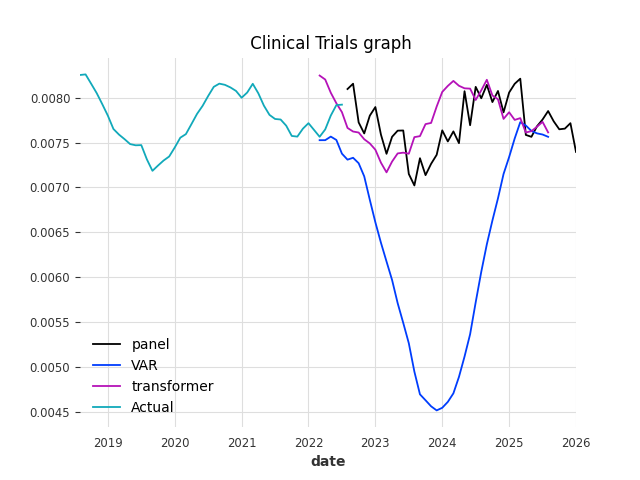 Clinical Trials graph
0.0080
0.0075
0.0070
0.0065
0.0060
0.0055
0.0050
0.0045
panel
VAR
transformer
Actual
2019 2020 2021 2022 2023 2024 2025 2026
date